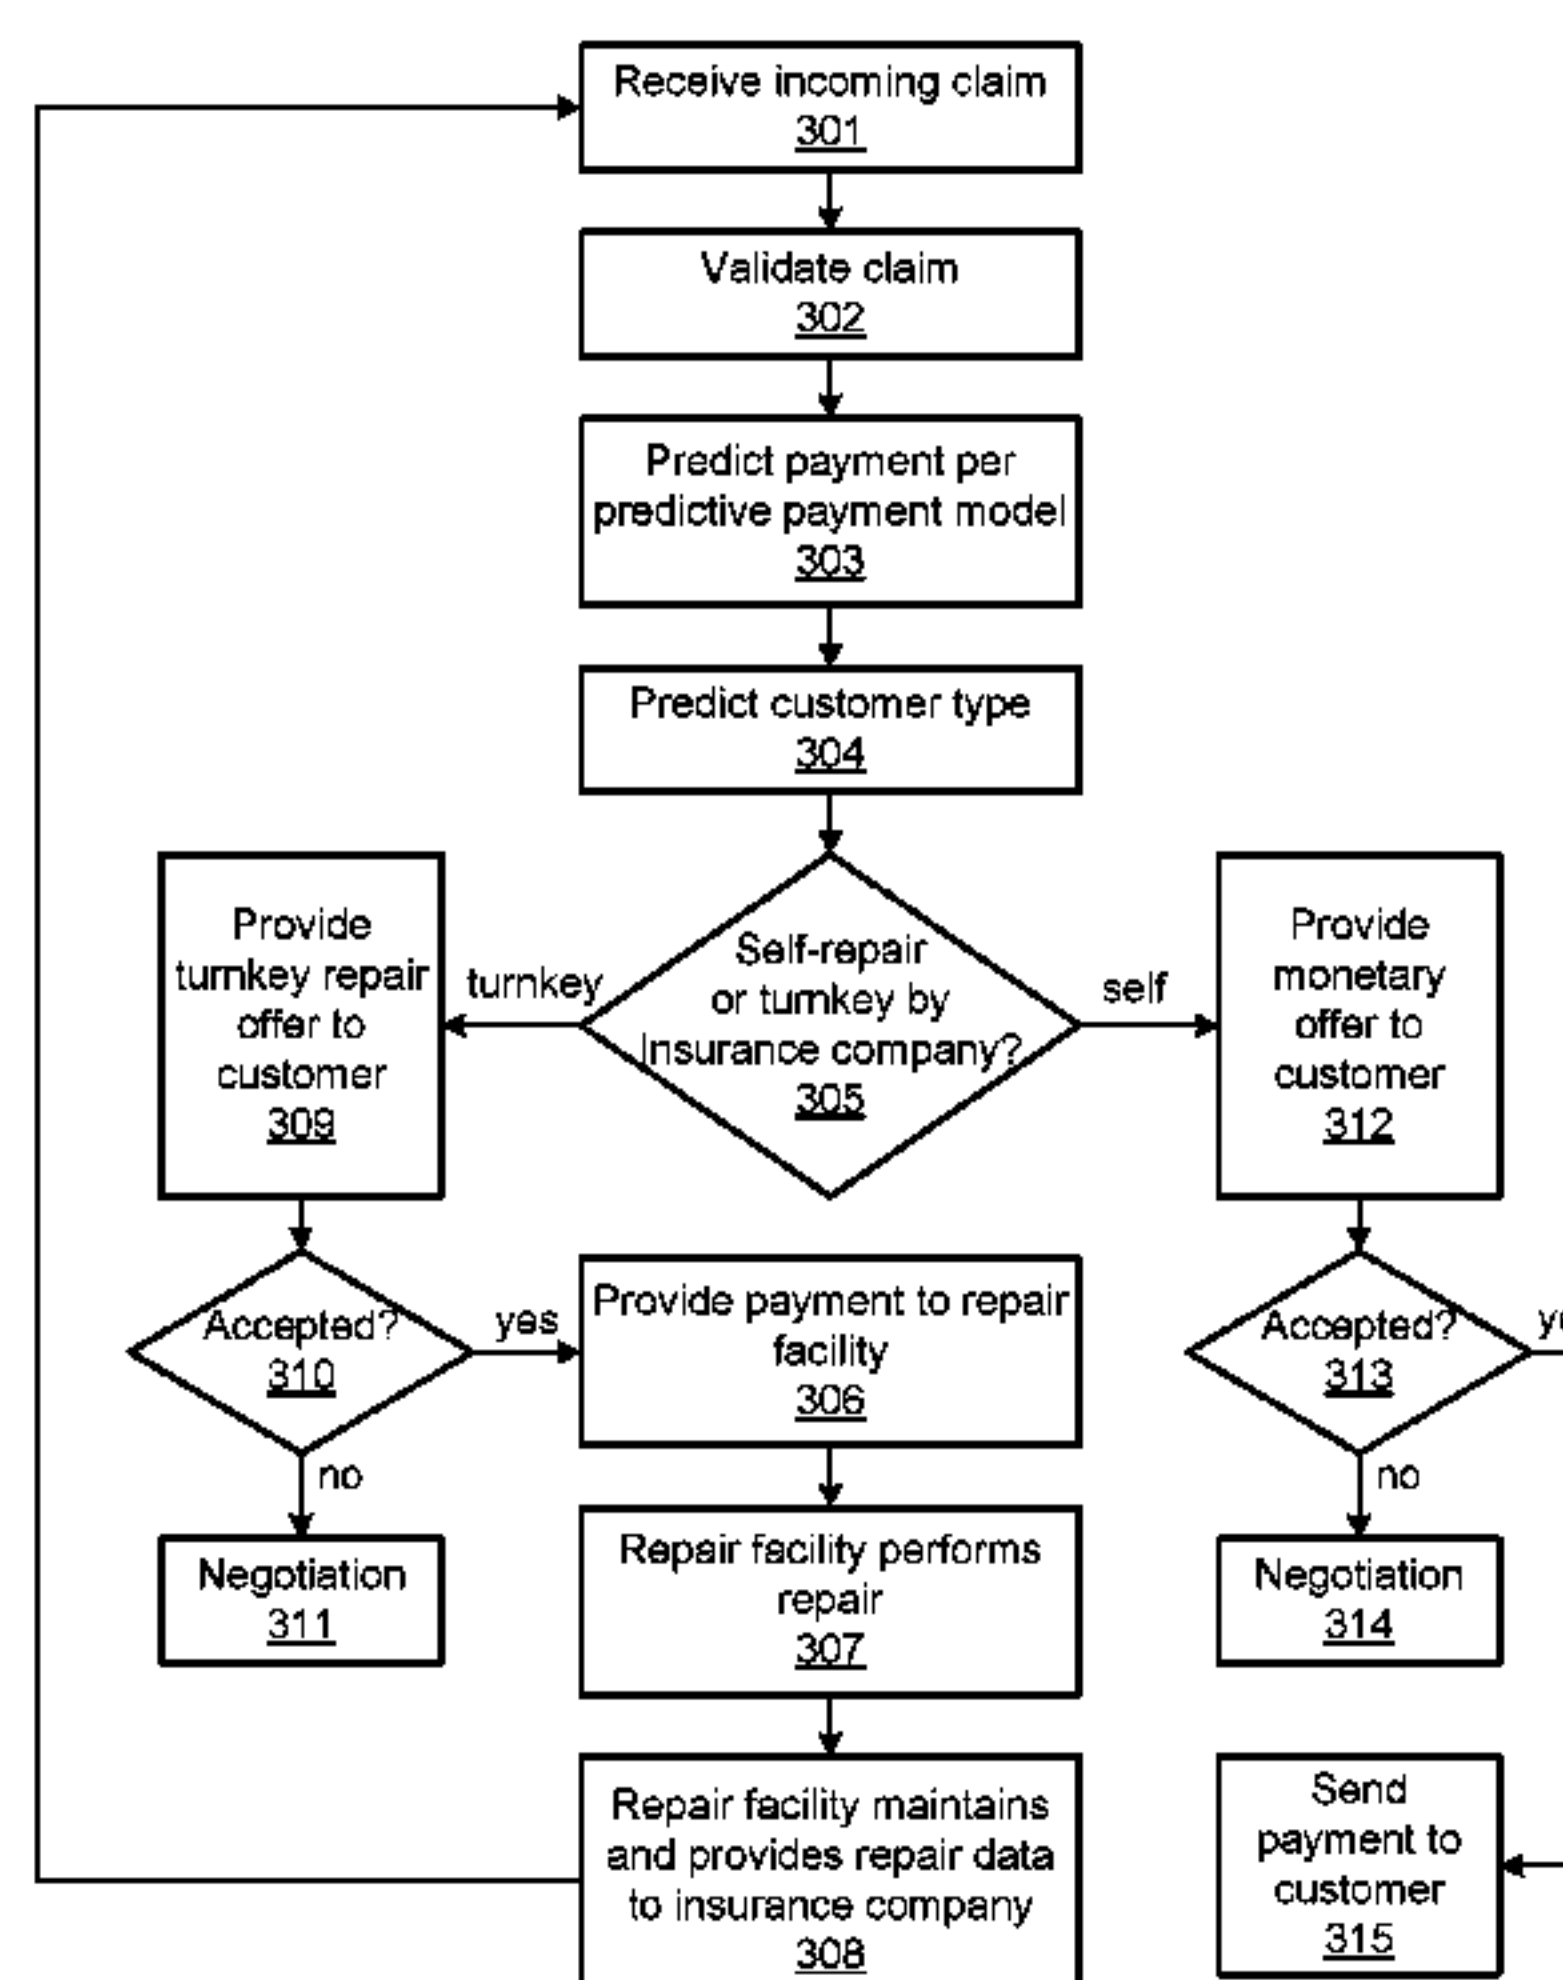 Receive incoming claim
301
Validate claim
302
Predict payment per
predictive payment model
303
Predict customer type
304
Provide
turnkey repair
offer to
customer
309
turnkey
Self-repair
or turnkey by
insurance company?
305
self
Provide
monetary
offer to
customer
312
Accepted?
310
yes
no
Negotiation
311
Provide payment to repair
facility
306
Repair facility performs
repair
307
Repair facility maintains
and provides repair data
to insurance company
308
Accepted?
313
no
Negotiation
314
Send
payment to
customer
315